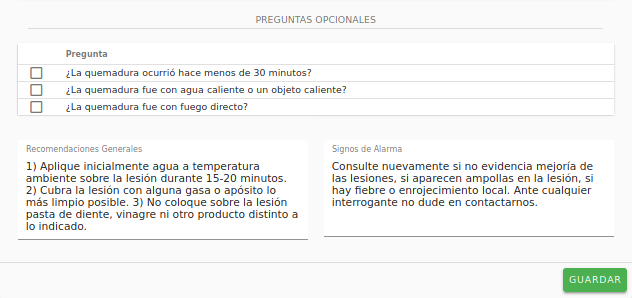 PREGUNTAS OPCIONALES
Pregunta
¿La quemadura ocurrió hace menos de 30 minutos?
¿La quemadura fue con agua caliente o un objeto caliente?
¿La quemadura fue con fuego directo?
Recomendaciones Generales
1) Aplique inicialmente agua a temperatura
ambiente sobre la lesión durante 15-20 minutos.
2) Cubra la lesión con alguna gasa o apósito lo
más limpio posible. 3) No coloque sobre la lesión
pasta de diente, vinagre ni otro producto distinto a
lo indicado.
Signos de Alarma
Consulte nuevamente si no evidencia mejoría de
las lesiones, si aparecen ampollas en la lesión, si
hay fiebre o enrojecimiento local. Ante cualquier
interrogante no dude en contactarnos.
GUARDAR